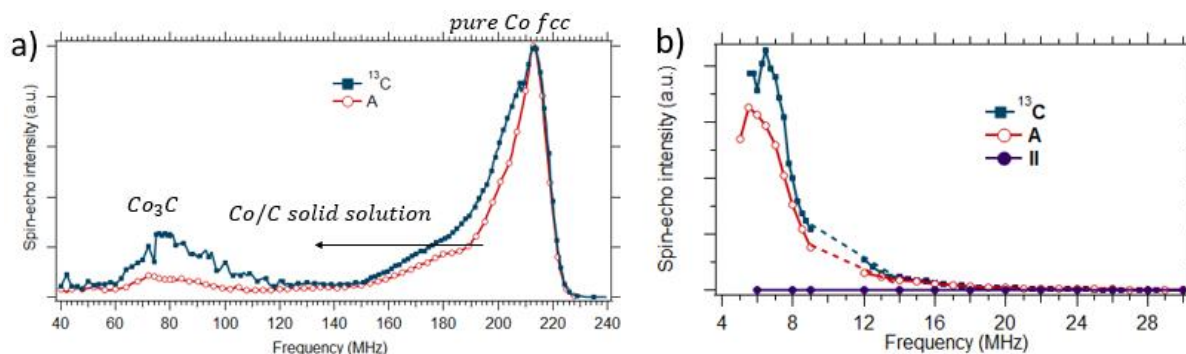 a)
pure Co fcc
¹³C
A
Co₃C
Co/C solid solution
Spin-echo intensity (a.u.)
40 60 80 100 120 140 160 180 200 220 240
Frequency (MHz)
b)
¹³C
A
II
Spin-echo intensity (a.u.)
4 8 12 16 20 24 28
Frequency (MHz)